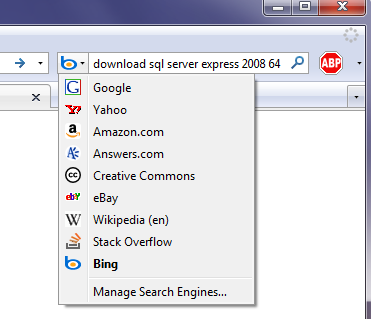 download sql server express 2008 64
ABP
Google
Yahoo
Amazon.com
Answers.com
Creative Commons
eBay
Wikipedia (en)
Stack Overflow
Bing
Manage Search Engines...